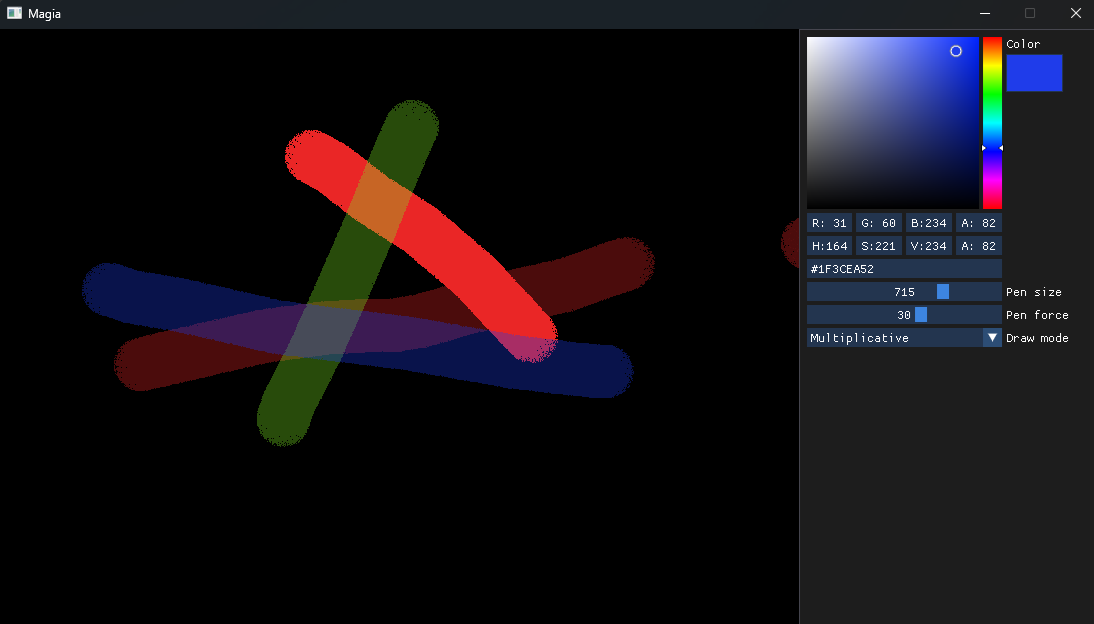 Magia
Color
R: 31 G: 60 B:234 A: 82
H:164 S:221 V:234 A: 82
#1F3CEA52
715 Pen size
30 Pen force
Multiplicative Draw mode